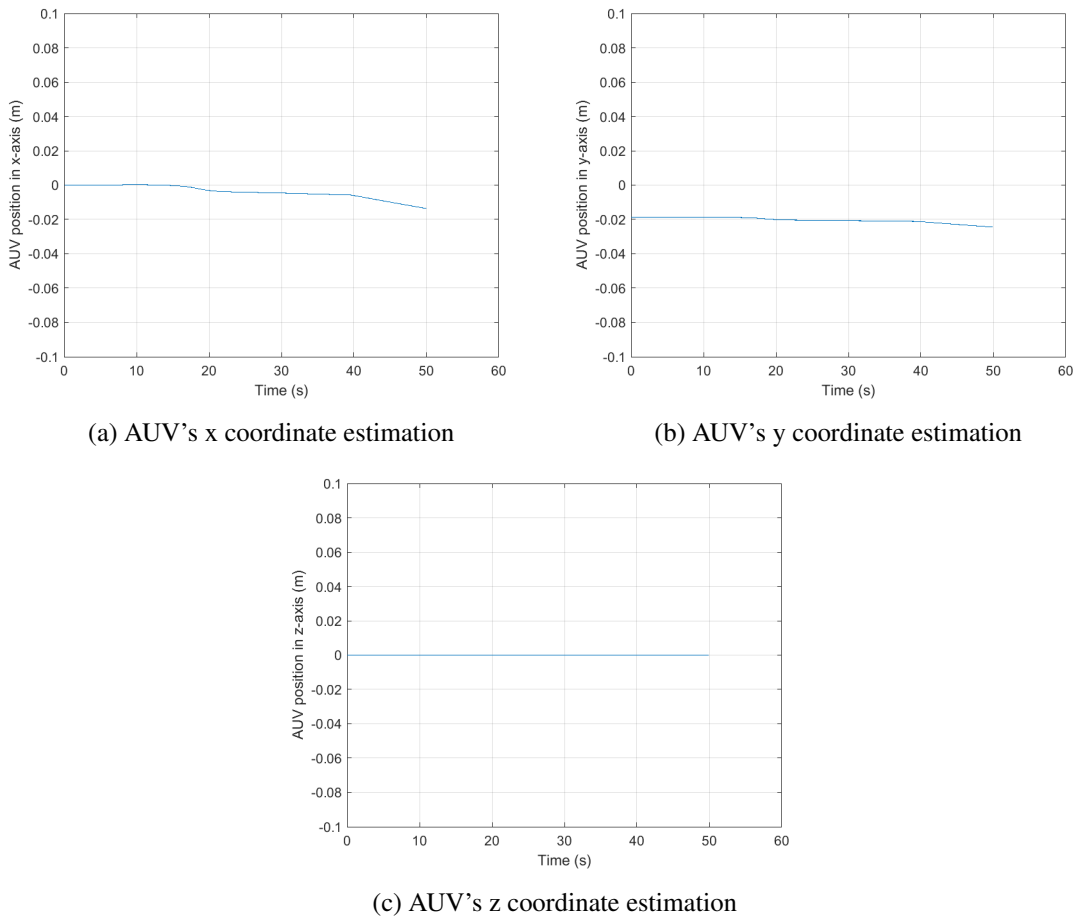 0.1
0.08
0.06
0.04
0.02
0
-0.02
-0.04
-0.06
-0.08
-0.1
AUV position in x-axis (m)
0 10 20 30 40 50 60
Time (s)
(a) AUV's x coordinate estimation
0.1
0.08
0.06
0.04
0.02
0
-0.02
-0.04
-0.06
-0.08
-0.1
AUV position in y-axis (m)
0 10 20 30 40 50 60
Time (s)
(b) AUV's y coordinate estimation
0.1
0.08
0.06
0.04
0.02
0
-0.02
-0.04
-0.06
-0.08
-0.1
AUV position in z-axis (m)
0 10 20 30 40 50 60
Time (s)
(c) AUV's z coordinate estimation